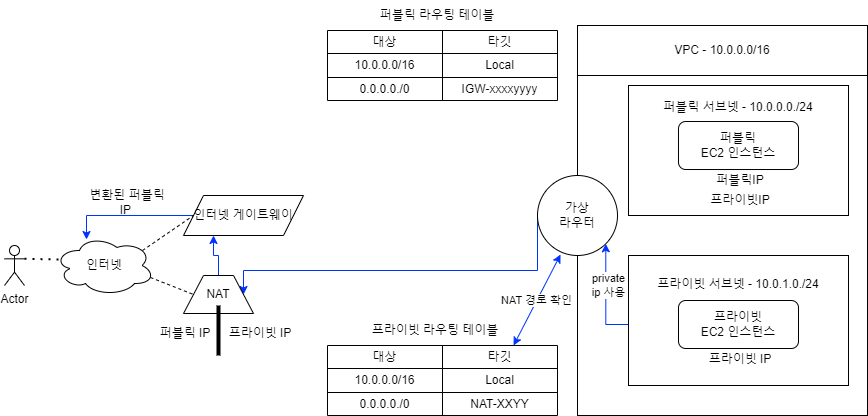 퍼블릭 라우팅 테이블
대상 타깃
10.0.0.0/16 Local
0.0.0.0./0 IGW-xxxxyyyy
VPC - 10.0.0.0/16
퍼블릭 서브넷 - 10.0.0.0./24
퍼블릭
EC2 인스턴스
퍼블릭IP
프라이빗IP
변환된 퍼블릭
IP
인터넷 게이트웨이
가상
라우터
인터넷
Actor
NAT
퍼블릭 IP 프라이빗 IP
NAT 경로 확인
private
ip 사용
프라이빗 서브넷 - 10.0.1.0./24
프라이빗
EC2 인스턴스
프라이빗 IP
프라이빗 라우팅 테이블
대상 타깃
10.0.0.0/16 Local
0.0.0.0./0 NAT-XXYY